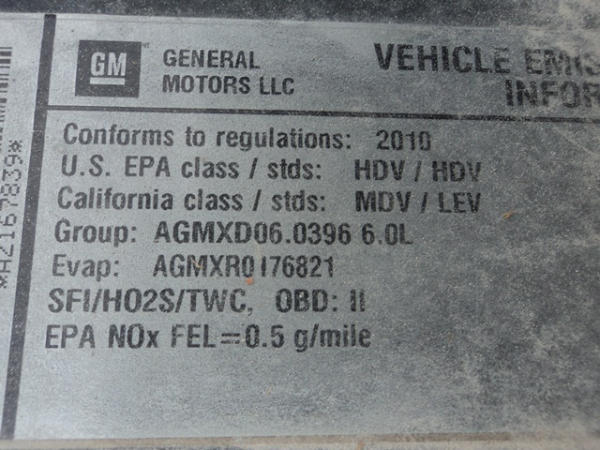 GM
GENERAL
MOTORS LLC
VEHICLE EMIS
INFOR
Conforms to regulations: 2010
U.S. EPA class / stds: HDV / HDV
California class / stds: MDV / LEV
Group: AGMXD06.0396 6.0L
Evap: AGMXR0176821
SFI/HO2S/TWC, OBD: II
EPA NOx FEL=0.5 g/mile
*AZ167839*